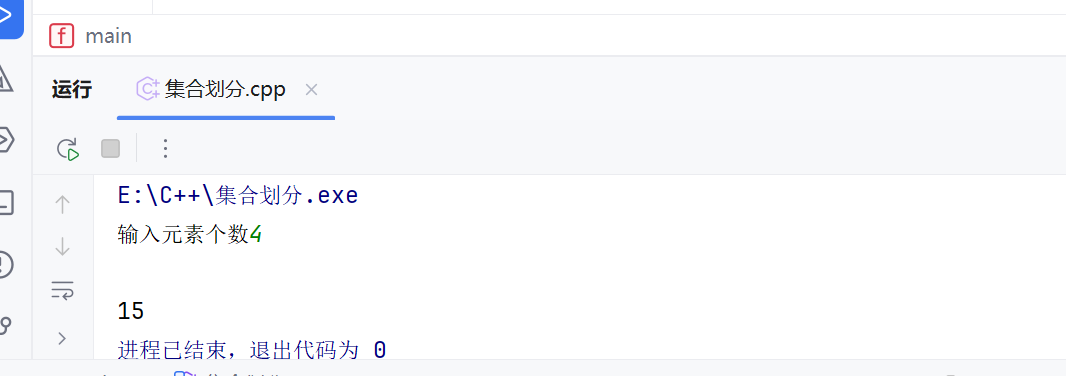 main
运行 集合划分.cpp
E:\C++\集合划分.exe
输入元素个数4
15
进程已结束，退出代码为 0